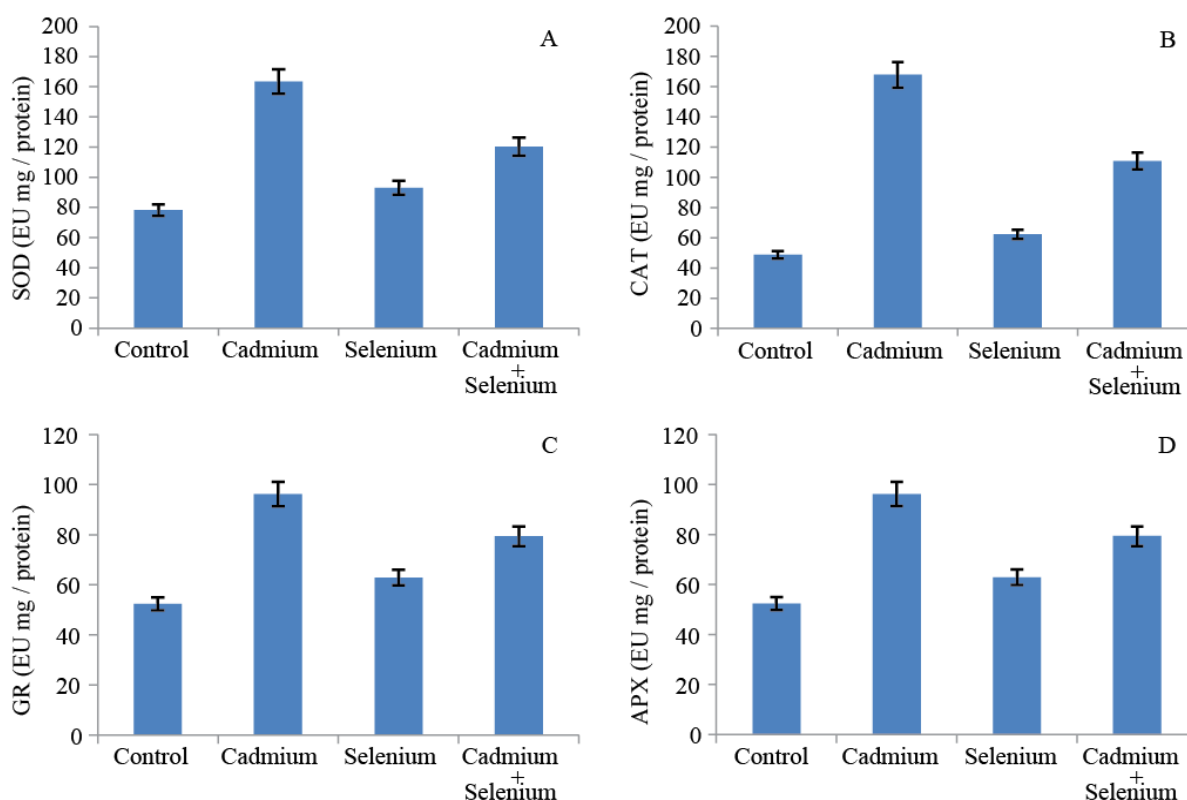 A
SOD (EU mg / protein)
200
180
160
140
120
100
80
60
40
20
0
Control Cadmium Selenium Cadmium
+
Selenium
B
CAT (EU mg / protein)
200
180
160
140
120
100
80
60
40
20
0
Control Cadmium Selenium Cadmium
+
Selenium
C
GR (EU mg / protein)
120
100
80
60
40
20
0
Control Cadmium Selenium Cadmium
+
Selenium
D
APX (EU mg / protein)
120
100
80
60
40
20
0
Control Cadmium Selenium Cadmium
+
Selenium